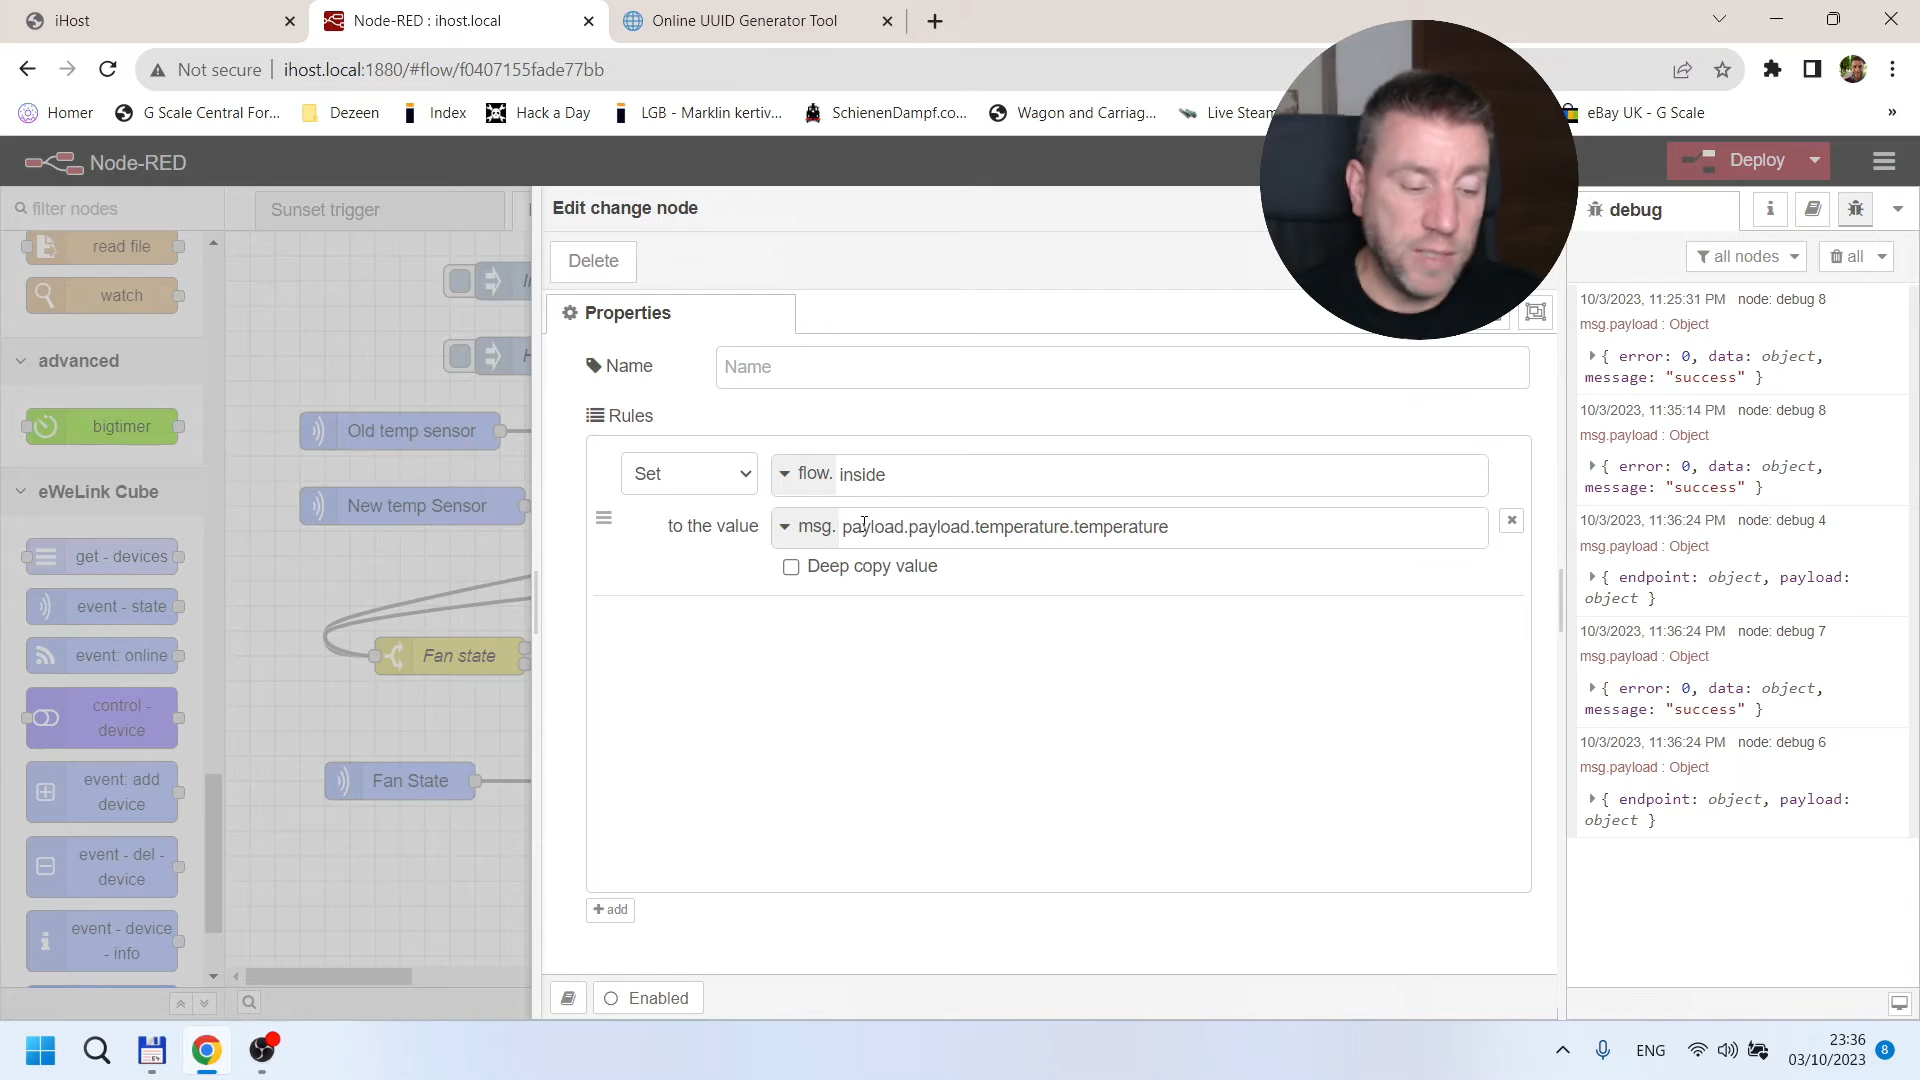 iHost
Node-RED : ihost.local
Online UUID Generator Tool
Not secure
ihost.local:1880/#flow/f0407155fade77bb
Homer
G Scale Central For...
Dezeen
Index
Hack a Day
LGB - Marklin kertiv...
SchienenDampf.co...
Wagon and Carriag...
Live Steam
eBay UK - G Scale
»
Node-RED
Deploy
filter nodes
Sunset trigger
Edit change node
debug
Delete
all nodes
all
read file
watch
advanced
bigtimer
eWeLink Cube
get - devices
event - state
event: online
control -
device
event: add
device
event - del -
device
event - device
- info
Old temp sensor
New temp Sensor
Fan state
Fan State
Properties
Name
Name
Rules
Set
flow. inside
to the value
msg. payload.payload.temperature.temperature
Deep copy value
add
Enabled
10/3/2023, 11:25:31 PM node: debug 8
msg.payload : Object
{ error: 0, data: object,
message: "success" }
10/3/2023, 11:35:14 PM node: debug 8
msg.payload : Object
{ error: 0, data: object,
message: "success" }
10/3/2023, 11:36:24 PM node: debug 4
msg.payload : Object
{ endpoint: object, payload:
object }
10/3/2023, 11:36:24 PM node: debug 7
msg.payload : Object
{ error: 0, data: object,
message: "success" }
10/3/2023, 11:36:24 PM node: debug 6
msg.payload : Object
{ endpoint: object, payload:
object }
64
ENG
23:36
03/10/2023
8